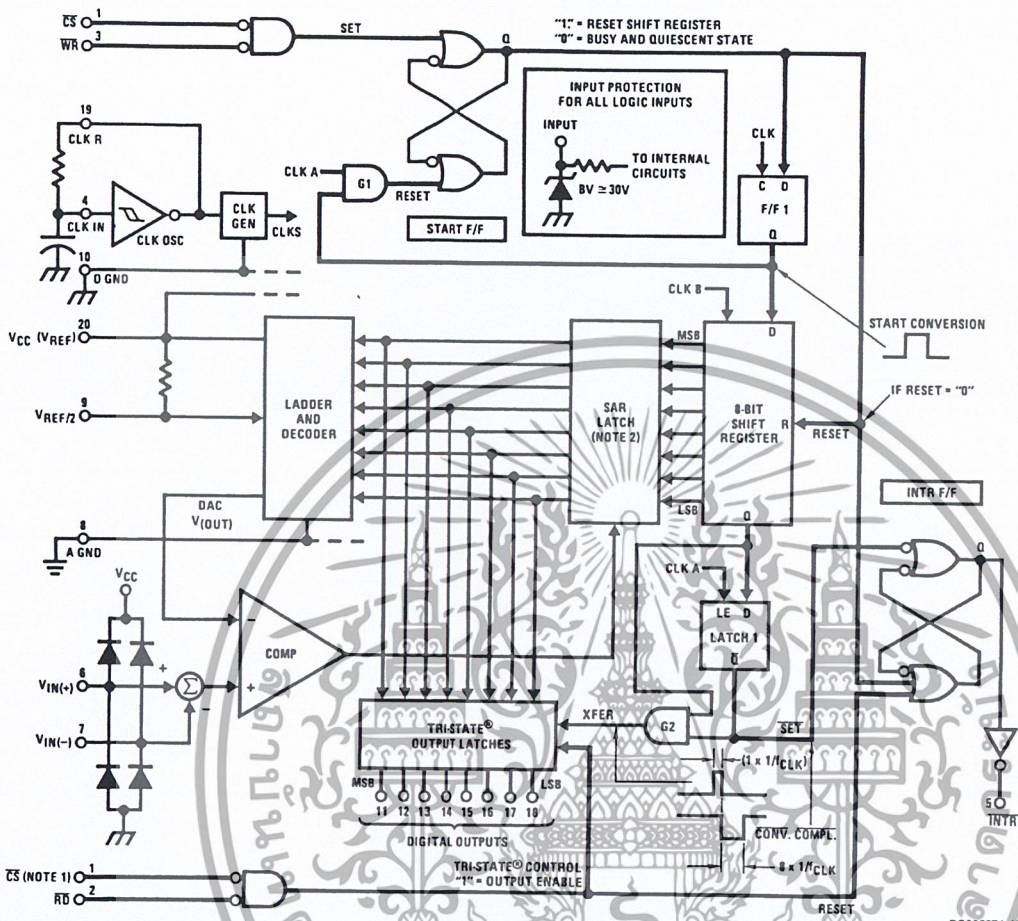 CS 1
WR 3
SET
Q
"1" = RESET SHIFT REGISTER
"0" = BUSY AND QUIESCENT STATE
INPUT PROTECTION
FOR ALL LOGIC INPUTS
INPUT
TO INTERNAL
CIRCUITS
BV ≥ 30V
19
CLK R
4
CLK IN
CLK OSC
CLK
GEN
CLKS
10
D GND
CLK A
G1
RESET
START F/F
CLK
C D
F/F 1
Q
CLK B
START CONVERSION
VCC (VREF) 20
9
VREF/2
LADDER
AND
DECODER
SAR
LATCH
(NOTE 2)
MSB
LSB
D
8-BIT
SHIFT
REGISTER
R
Q
RESET
IF RESET = "0"
INTR F/F
DAC
V(OUT)
8
A GND
VCC
6
VIN(+)
7
VIN(−)
+
Σ
−
−
+
COMP
CLK A
LE D
LATCH 1
Q
Q
XFER
G2
SET
TRI-STATE®
OUTPUT LATCHES
MSB
LSB
11 12 13 14 15 16 17 18
DIGITAL OUTPUTS
(1 x 1/fCLK)
CONV. COMPL.
8 x 1/fCLK
5
INTR
CS (NOTE 1) 1
RD 2
TRI-STATE® CONTROL
"1" = OUTPUT ENABLE
RESET